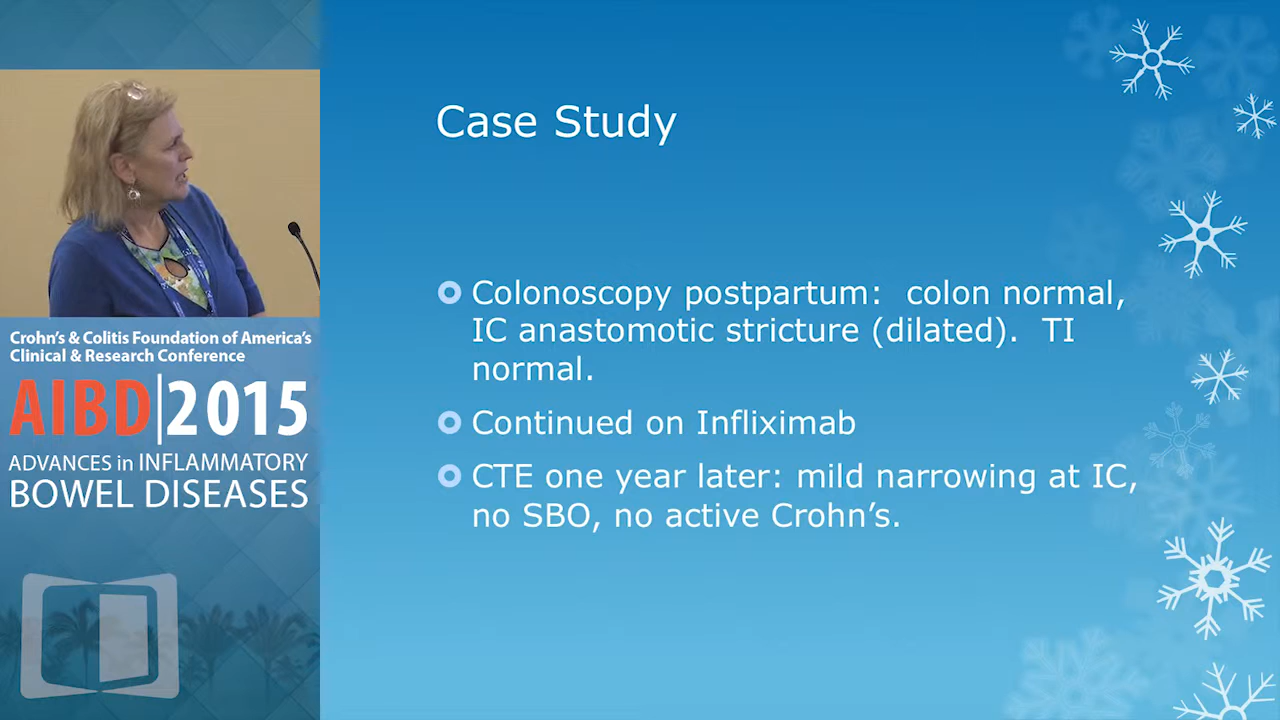 Case Study
Colonoscopy postpartum: colon normal,
IC anastomotic stricture (dilated). TI
normal.
Continued on Infliximab
CTE one year later: mild narrowing at IC,
no SBO, no active Crohn's.
Crohn's & Colitis Foundation of America's
Clinical & Research Conference
AIBD|2015
ADVANCES in INFLAMMATORY
BOWEL DISEASES